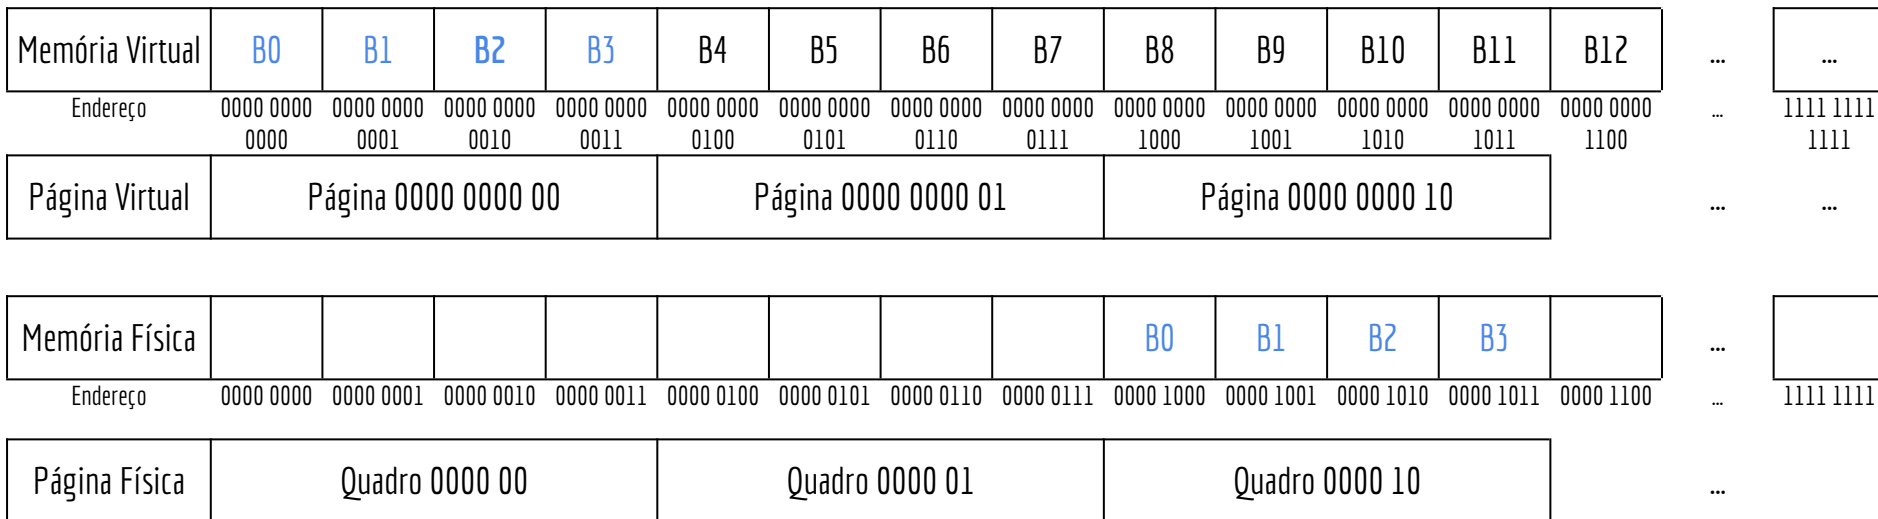 Memória Virtual B0 B1 B2 B3 B4 B5 B6 B7 B8 B9 B10 B11 B12 ... ...
Endereço 0000 0000 0000 0000 0000 0000 0000 0000 0000 0000 0000 0000 0000 0000 0000 0000 0000 0000 0000 0000 0000 0000 0000 0000 0000 0000 ... 1111 1111
0000 0001 0010 0011 0100 0101 0110 0111 1000 1001 1010 1011 1100 1111
Página Virtual Página 0000 0000 00 Página 0000 0000 01 Página 0000 0000 10 ... ...
Memória Física B0 B1 B2 B3 ...
Endereço 0000 0000 0000 0001 0000 0010 0000 0011 0000 0100 0000 0101 0000 0110 0000 0111 0000 1000 0000 1001 0000 1010 0000 1011 0000 1100 ... 1111 1111
Página Física Quadro 0000 00 Quadro 0000 01 Quadro 0000 10 ...